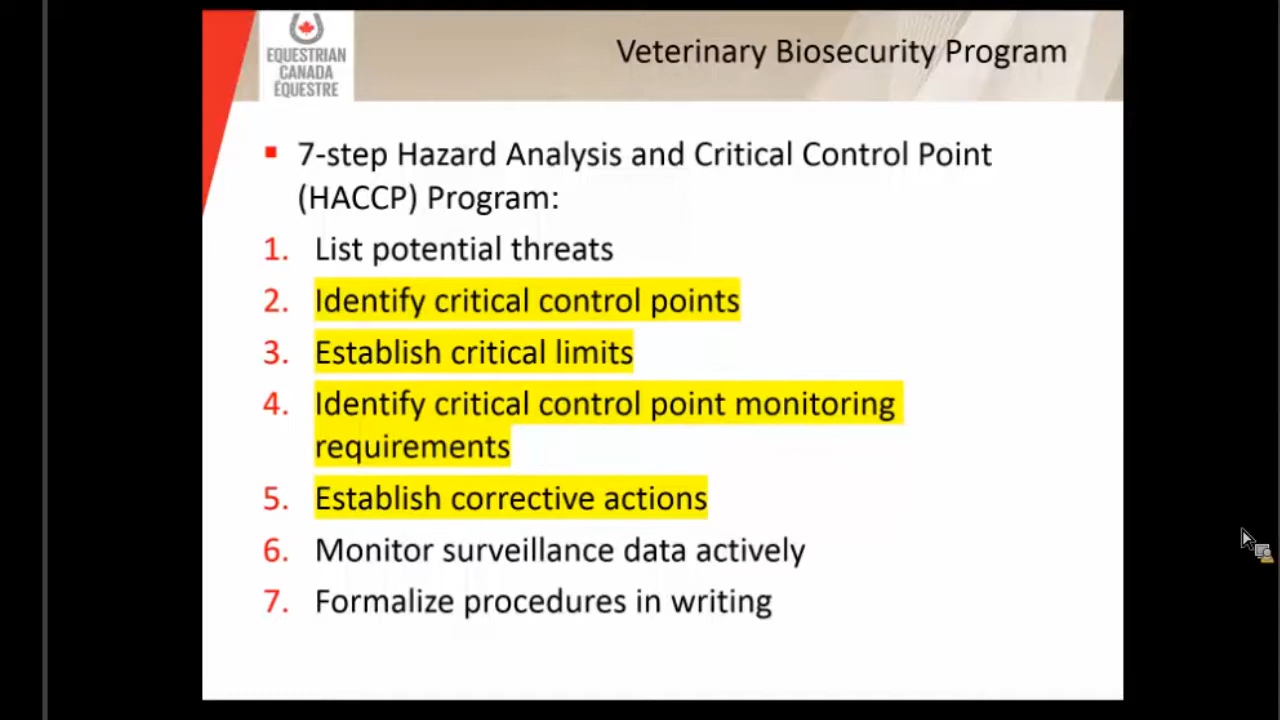 EQUESTRIAN
CANADA
ÉQUESTRE
Veterinary Biosecurity Program
7-step Hazard Analysis and Critical Control Point
(HACCP) Program:
1. List potential threats
2. Identify critical control points
3. Establish critical limits
4. Identify critical control point monitoring
requirements
5. Establish corrective actions
6. Monitor surveillance data actively
7. Formalize procedures in writing